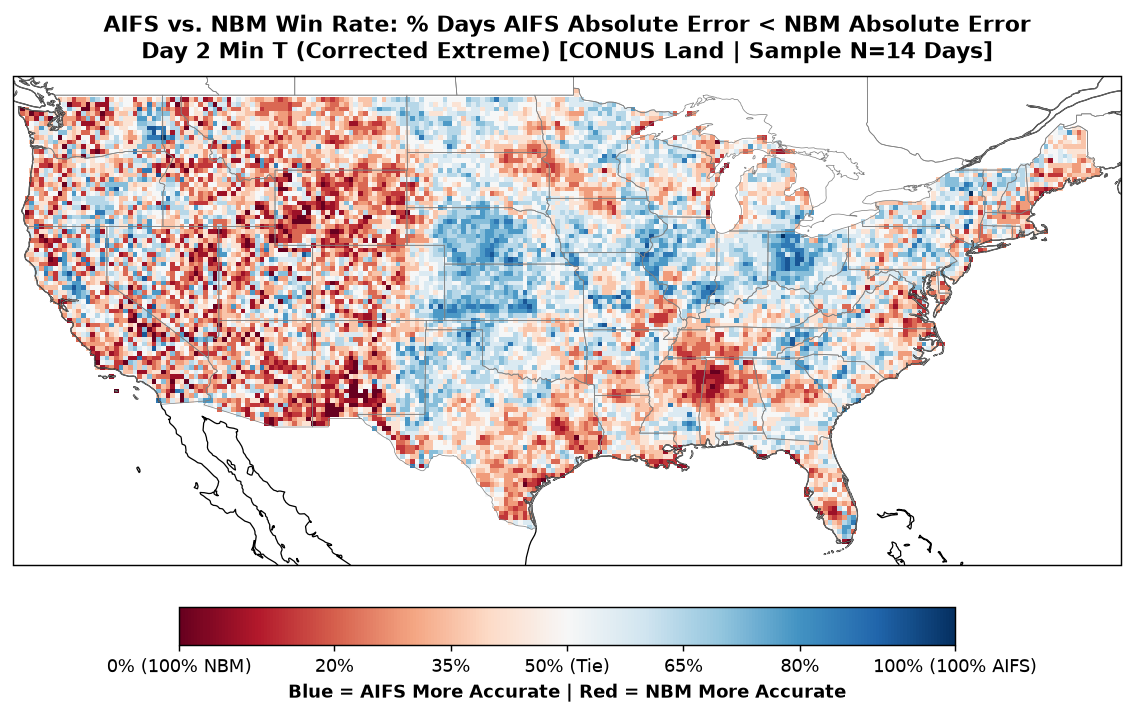 AIFS vs. NBM Win Rate: % Days AIFS Absolute Error < NBM Absolute Error
Day 2 Min T (Corrected Extreme) [CONUS Land | Sample N=14 Days]
0% (100% NBM) 20% 35% 50% (Tie) 65% 80% 100% (100% AIFS)
Blue = AIFS More Accurate | Red = NBM More Accurate